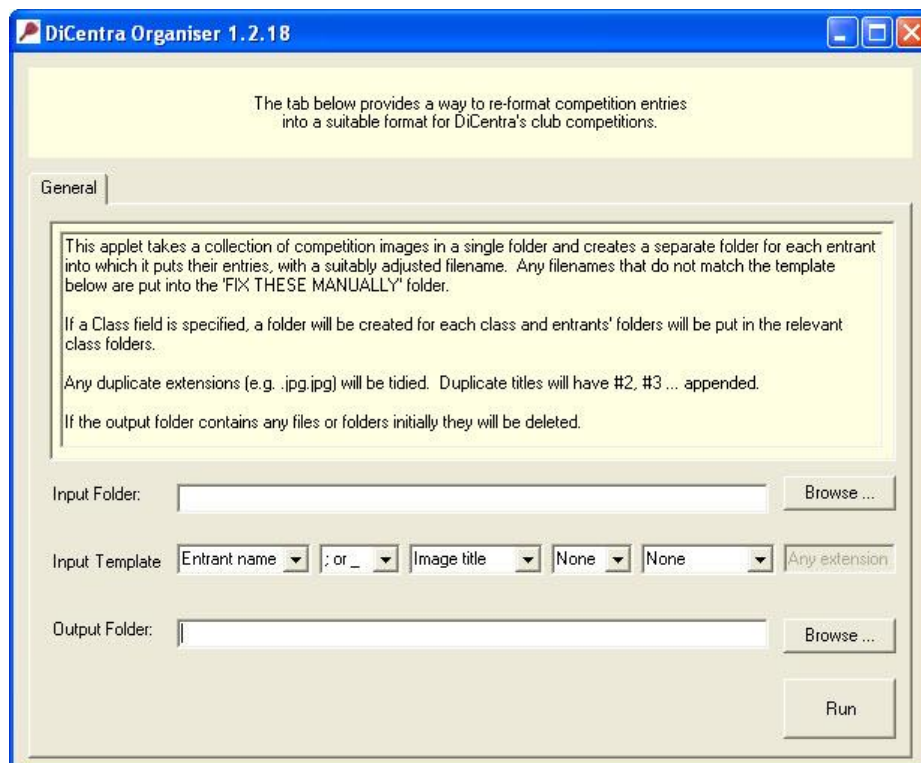 DiCentra Organiser 1.2.18
The tab below provides a way to re-format competition entries
into a suitable format for DiCentra's club competitions.
General
This applet takes a collection of competition images in a single folder and creates a separate folder for each entrant
into which it puts their entries, with a suitably adjusted filename. Any filenames that do not match the template
below are put into the 'FIX THESE MANUALLY' folder.
If a Class field is specified, a folder will be created for each class and entrants' folders will be put in the relevant
class folders.
Any duplicate extensions (e.g. .jpg.jpg) will be tidied. Duplicate titles will have #2, #3 ... appended.
If the output folder contains any files or folders initially they will be deleted.
Input Folder: Browse ...
Input Template Entrant name ; or _ Image title None None Any extension
Output Folder: Browse ...
Run